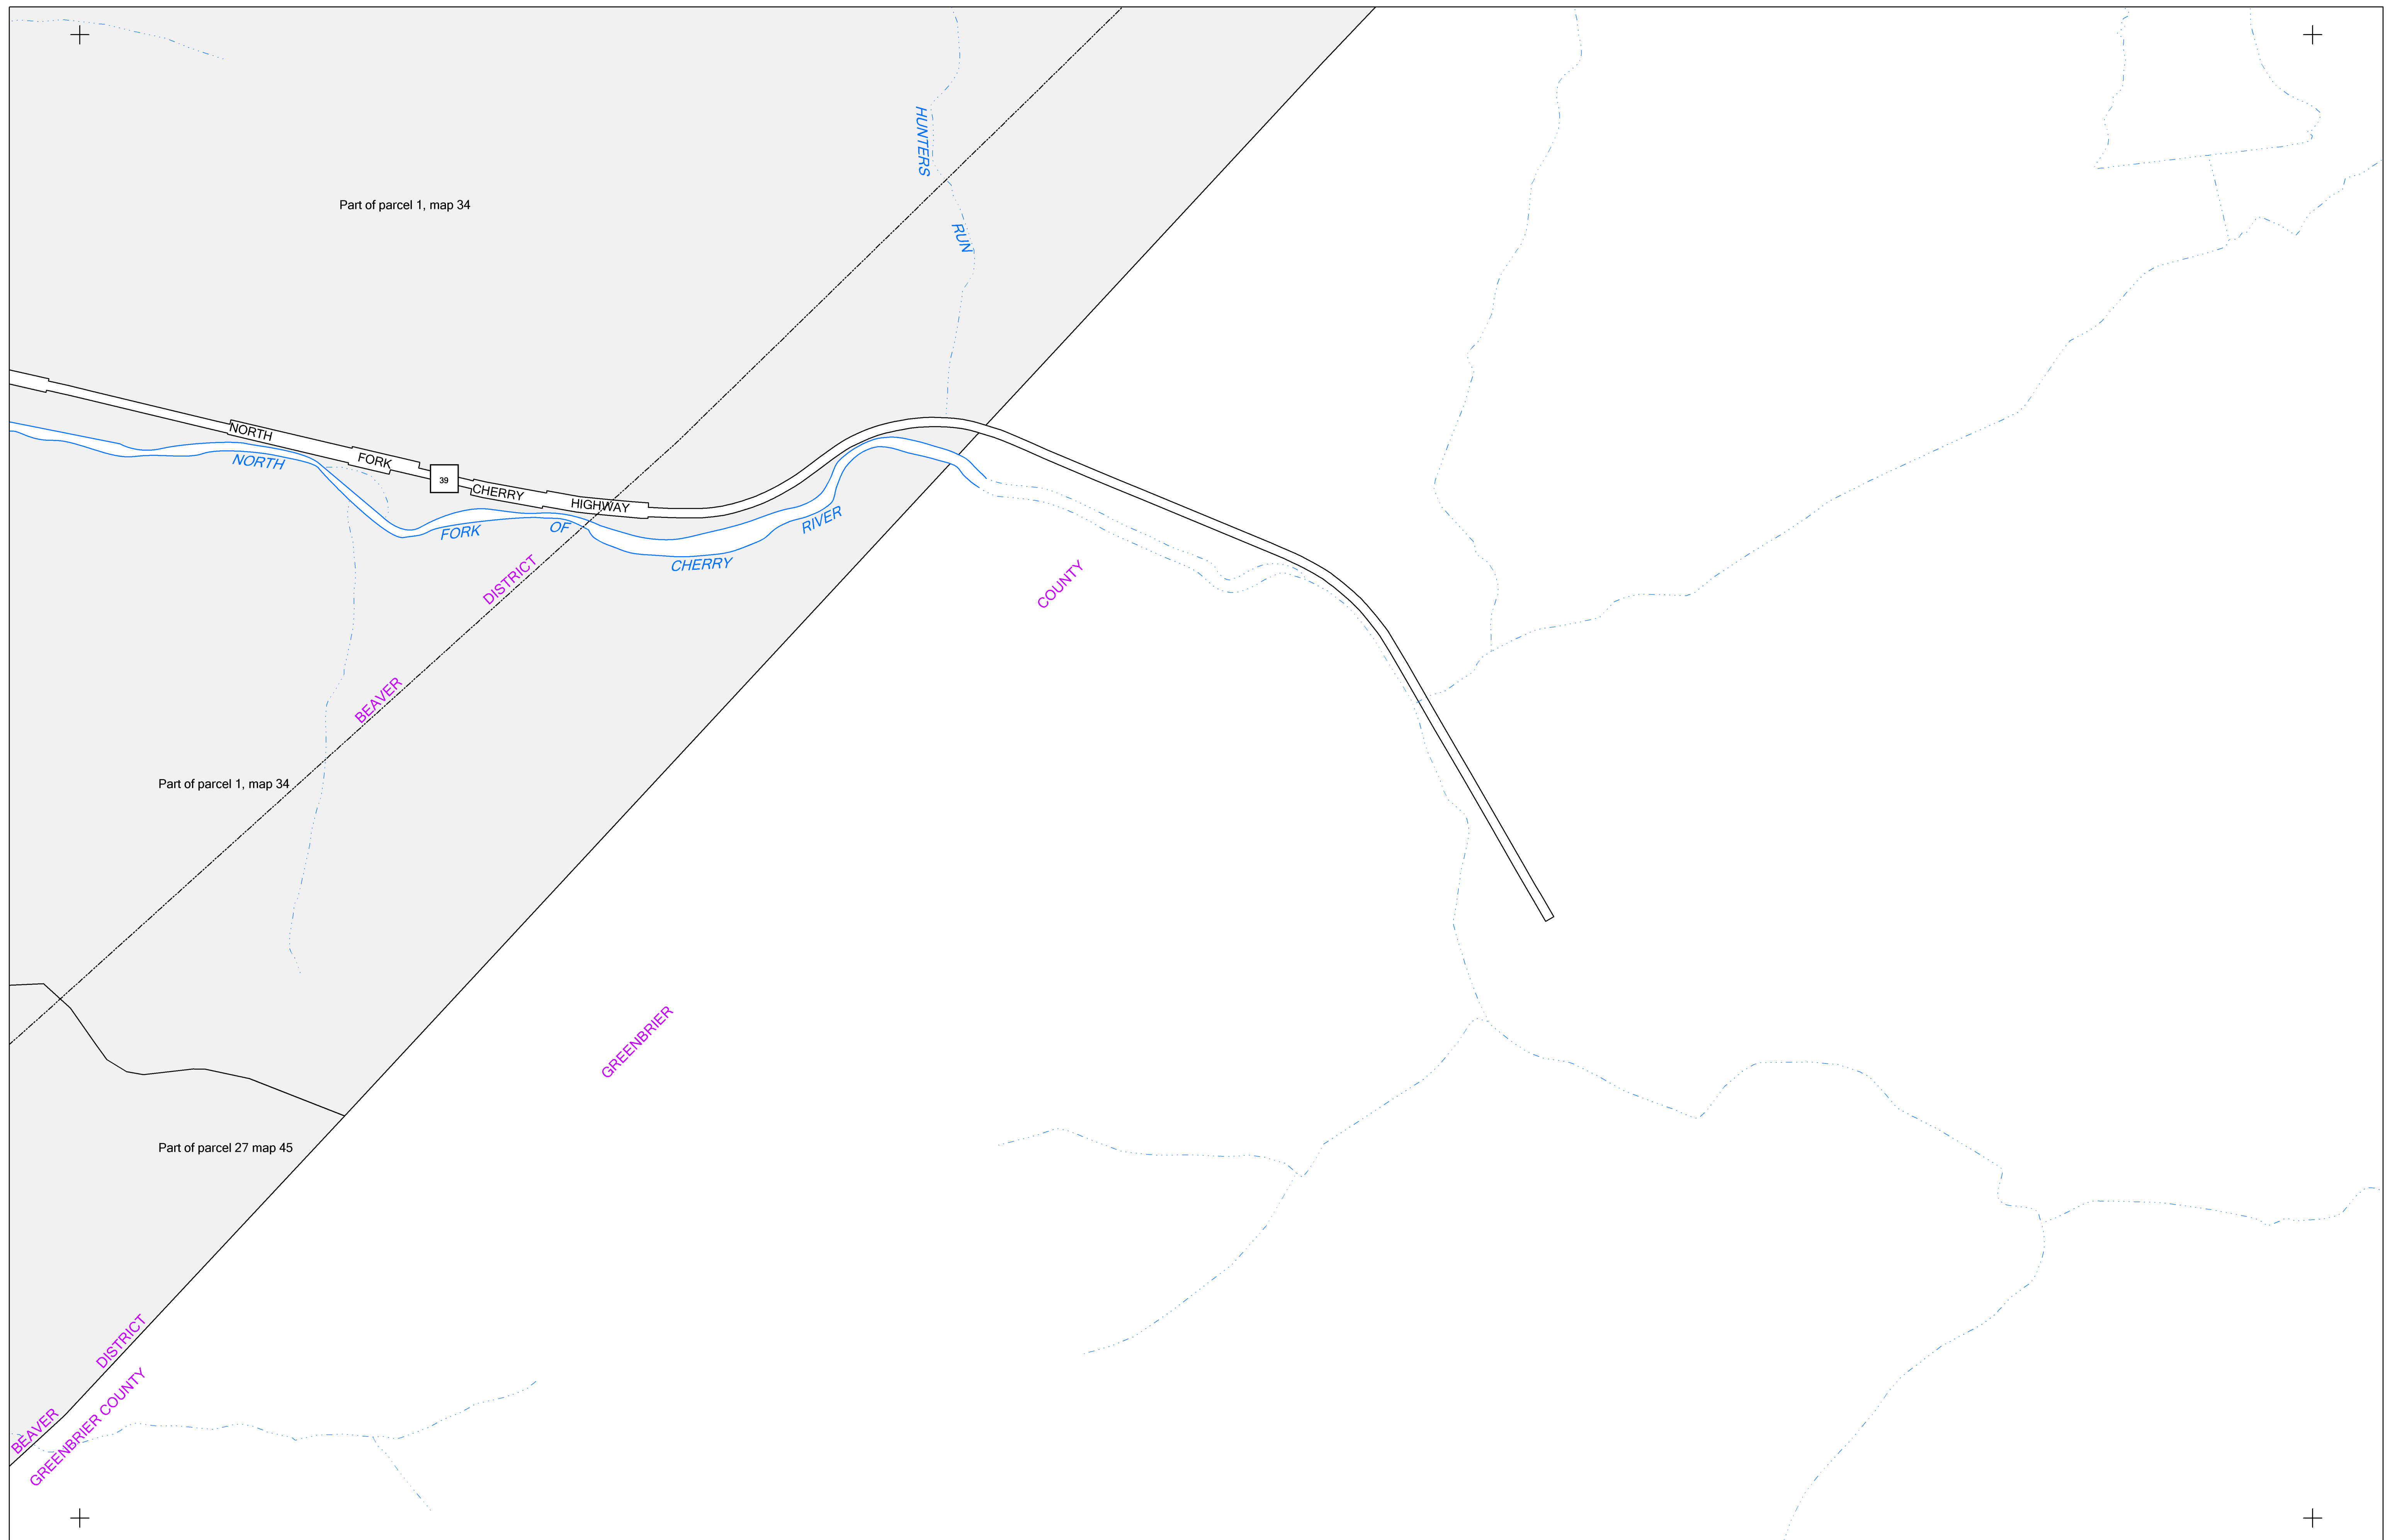 HUNTERS
RUN
Part of parcel 1, map 34
NORTH
FORK
39
CHERRY
HIGHWAY
NORTH
FORK
OF
CHERRY
RIVER
BEAVER
DISTRICT
COUNTY
GREENBRIER
Part of parcel 1, map 34
Part of parcel 27 map 45
BEAVER
DISTRICT
GREENBRIER COUNTY